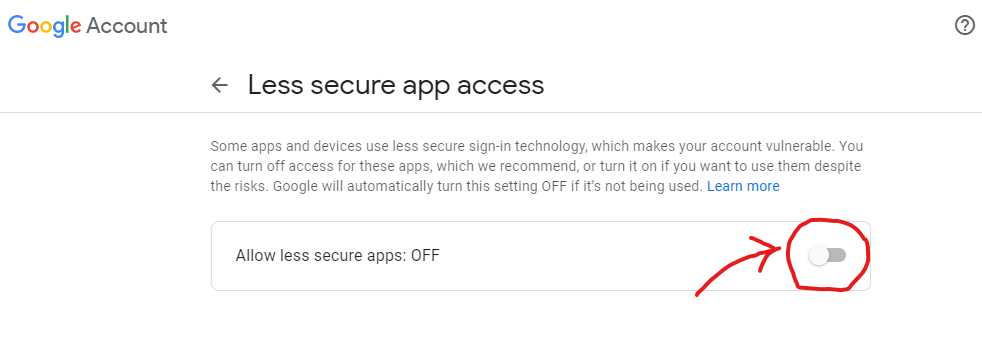 Google Account
Less secure app access
Some apps and devices use less secure sign-in technology, which makes your account vulnerable. You
can turn off access for these apps, which we recommend, or turn it on if you want to use them despite
the risks. Google will automatically turn this setting OFF if it’s not being used. Learn more
Allow less secure apps: OFF